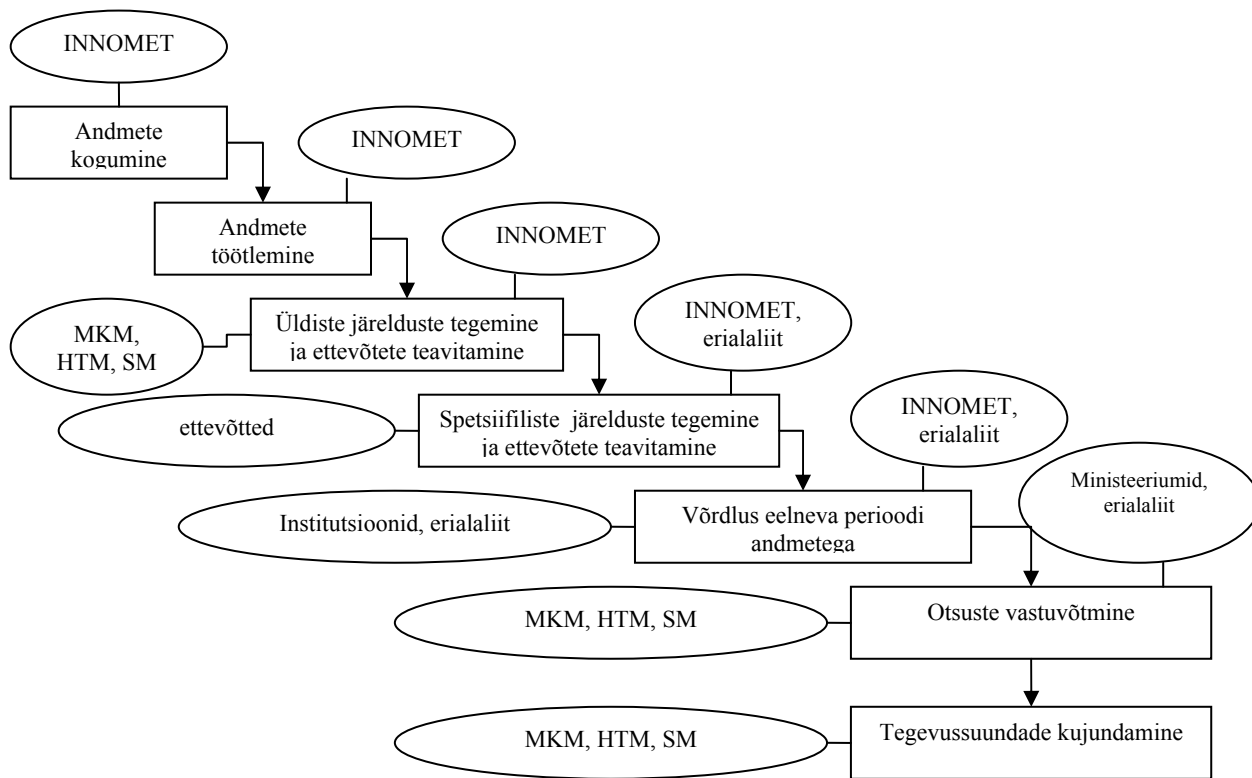 INNOMET
Andmete
kogumine
INNOMET
Andmete
töötlemine
INNOMET
Üldiste järelduste tegemine
ja ettevõtete teavitamine
MKM,
HTM, SM
INNOMET,
erialaliit
Spetsiifiliste järelduste tegemine
ja ettevõtete teavitamine
ettevõtted
INNOMET,
erialaliit
Võrdlus eelneva perioodi
andmetega
Institutsioonid, erialaliit
Ministeeriumid,
erialaliit
Otsuste vastuvõtmine
MKM, HTM, SM
Tegevussuundade kujundamine
MKM, HTM, SM